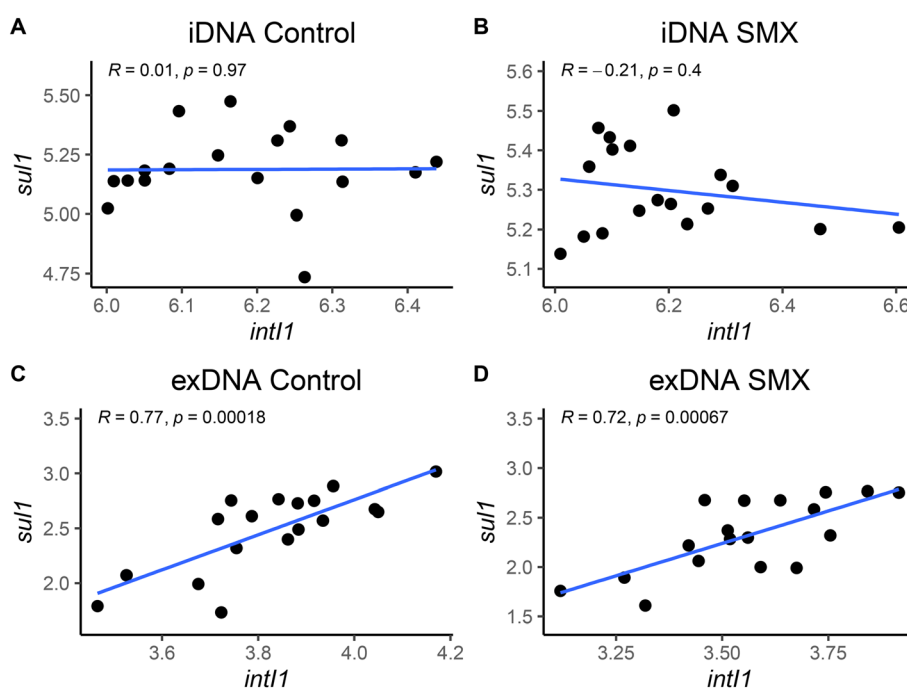 A
iDNA Control
R = 0.01, p = 0.97
5.50
5.25
5.00
4.75
sul1
6.0 6.1 6.2 6.3 6.4
intI1
B
iDNA SMX
R = −0.21, p = 0.4
5.6
5.5
5.4
5.3
5.2
5.1
sul1
6.0 6.2 6.4 6.6
intI1
C
exDNA Control
R = 0.77, p = 0.00018
3.5
3.0
2.5
2.0
sul1
3.6 3.8 4.0 4.2
intI1
D
exDNA SMX
R = 0.72, p = 0.00067
3.5
3.0
2.5
2.0
1.5
sul1
3.25 3.50 3.75
intI1